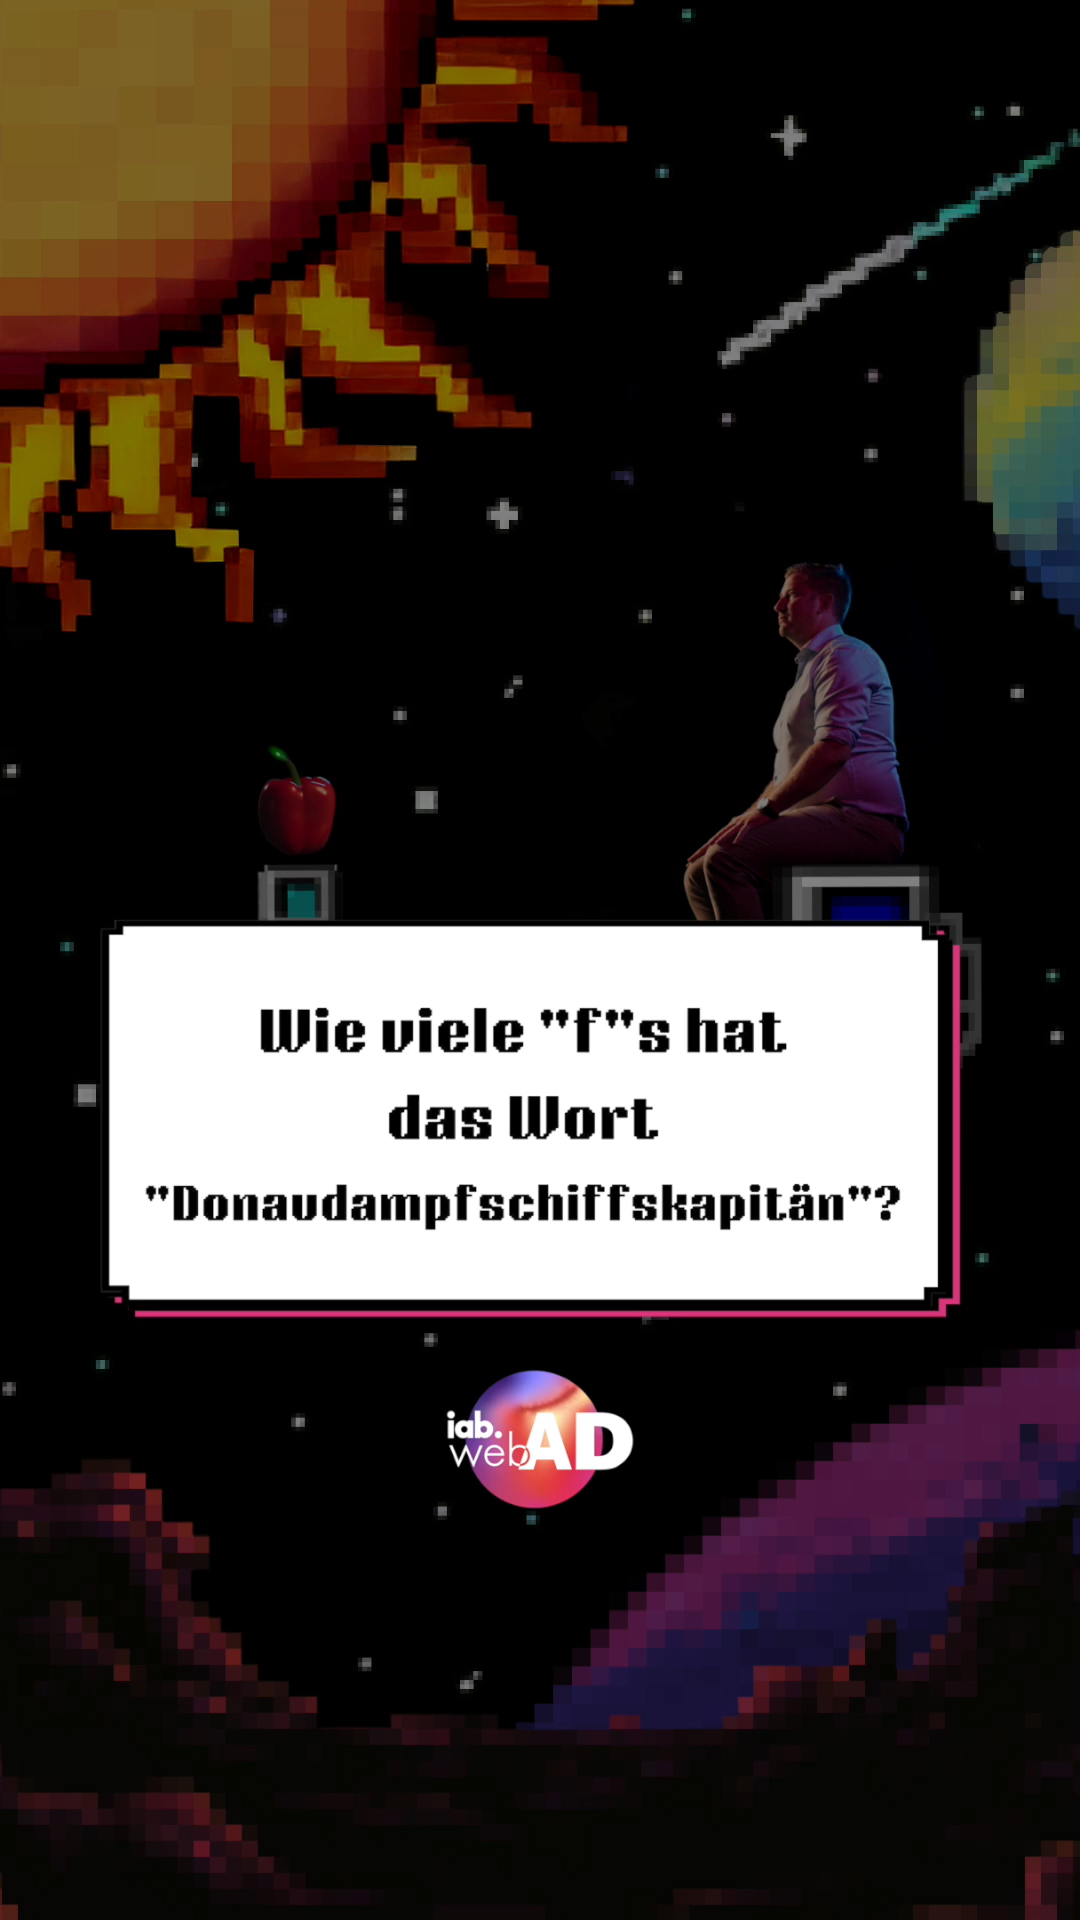 Wie viele "f"s hat
das Wort
"Donaudampfschiffskapitän"?
iab.
webAD